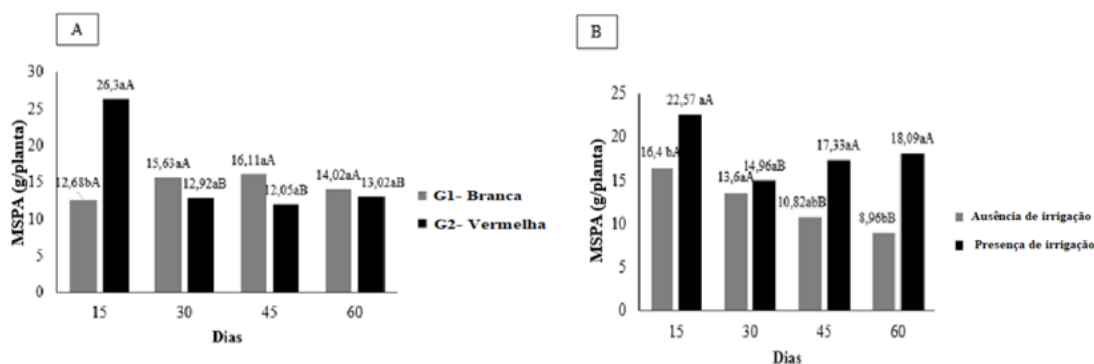 A
MSPA (g/planta)
30
25
20
15
10
5
0
12,68bA
26,3aA
15,63aA
12,92aB
16,11aA
12,05aB
14,02aA
13,02aB
15
30
45
60
Dias
G1- Branca
G2- Vermelha
B
MSPA (g/planta)
25
20
15
10
5
0
16,4 bA
22,57 aA
13,6aA
14,96aB
10,82abB
17,33aA
8,96bB
18,09aA
15
30
45
60
Dias
Ausência de irrigação
Presença de irrigação